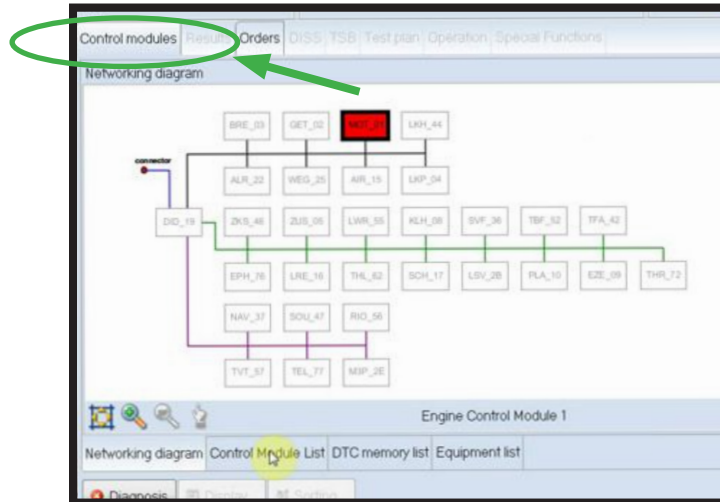 Control modules Results Orders DISS TSB Test plan Operation Special Functions
Networking diagram
BRE_03 GET_02 MOT_01 LKH_44
connector
ALR_22 WEG_25 AIR_15 LKP_04
DID_19 ZKS_46 ZUS_05 LWR_55 KLH_08 SVF_36 TBF_52 TFA_42
EPH_76 LRE_16 THL_62 SCH_17 LSV_2B PLA_10 EZE_09 THR_72
NAV_37 SOU_47 RIO_56
TVT_57 TEL_77 M3P_2E
Engine Control Module 1
Networking diagram Control Module List DTC memory list Equipment list
Diagnosis Display Sorting